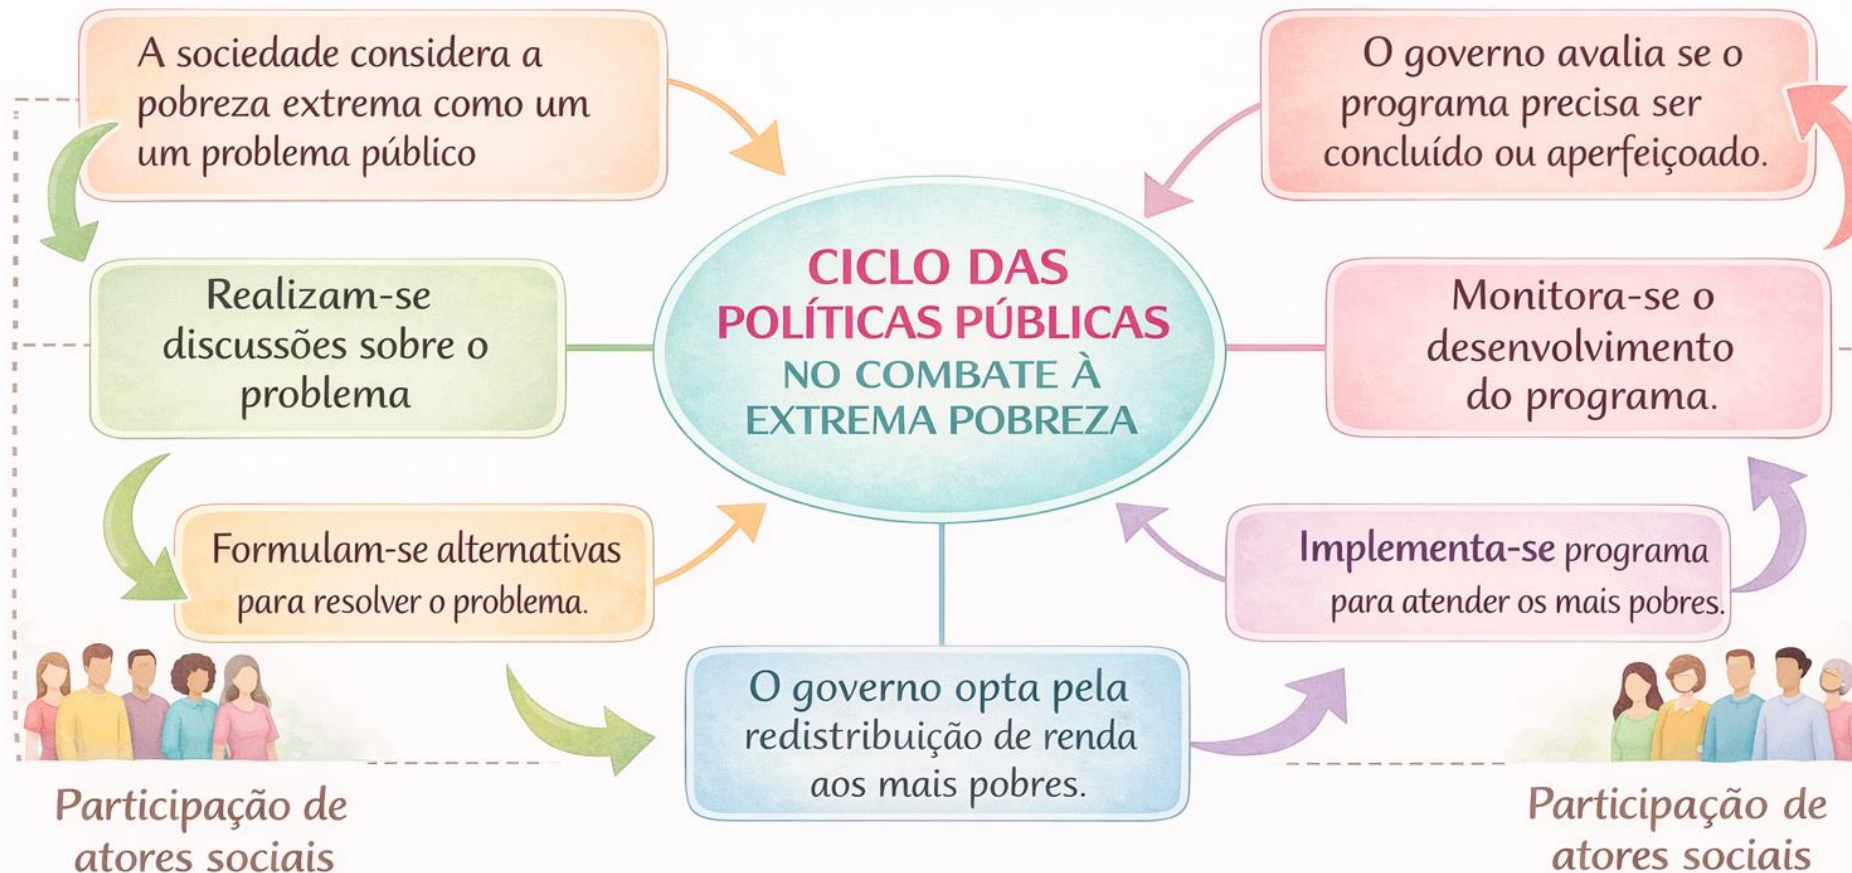 A sociedade considera a
pobreza extrema como um
um problema público
Realizam-se
discussões sobre o
problema
Formulam-se alternativas
para resolver o problema.
Participação de
atores sociais
CICLO DAS
POLÍTICAS PÚBLICAS
NO COMBATE À
EXTREMA POBREZA
O governo opta pela
redistribuição de renda
aos mais pobres.
O governo avalia se o
programa precisa ser
concluído ou aperfeiçoado.
Monitora-se o
desenvolvimento
do programa.
Implementa-se programa
para atender os mais pobres.
Participação de
atores sociais